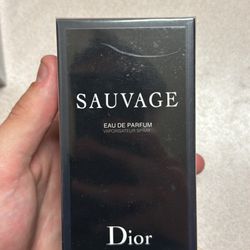 SAUVAGE
EAU DE PARFUM
VAPORISATEUR SPRAY
Dior